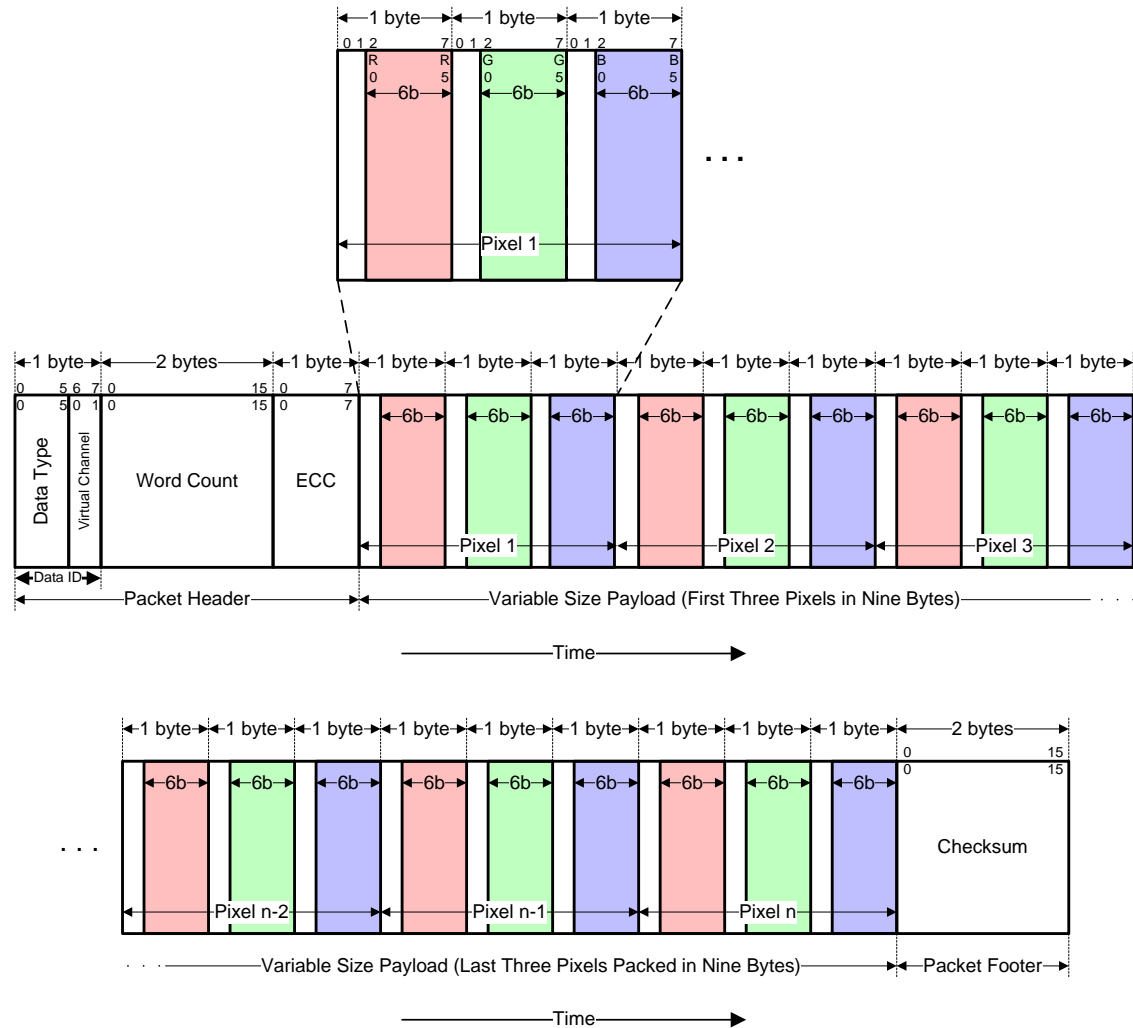 1 byte 1 byte 1 byte
0 1 2 7 0 1 2 7 0 1 2 7
R R G G B B
0 5 0 5 0 5
6b 6b 6b
. . .
Pixel 1
1 byte 2 bytes 1 byte 1 byte 1 byte 1 byte 1 byte 1 byte 1 byte 1 byte 1 byte 1 byte
0 5 6 7 0 15 0 7
0 5 0 1 0 15 0 7
6b 6b 6b 6b 6b 6b 6b 6b 6b
Data Type
Virtual Channel
Word Count
ECC
Pixel 1 Pixel 2 Pixel 3
Data ID
Packet Header Variable Size Payload (First Three Pixels in Nine Bytes) . . .
Time
1 byte 1 byte 1 byte 1 byte 1 byte 1 byte 1 byte 1 byte 1 byte 2 bytes
0 15
0 15
6b 6b 6b 6b 6b 6b 6b 6b 6b
. . .
Checksum
Pixel n-2 Pixel n-1 Pixel n
. . . Variable Size Payload (Last Three Pixels Packed in Nine Bytes) Packet Footer
Time